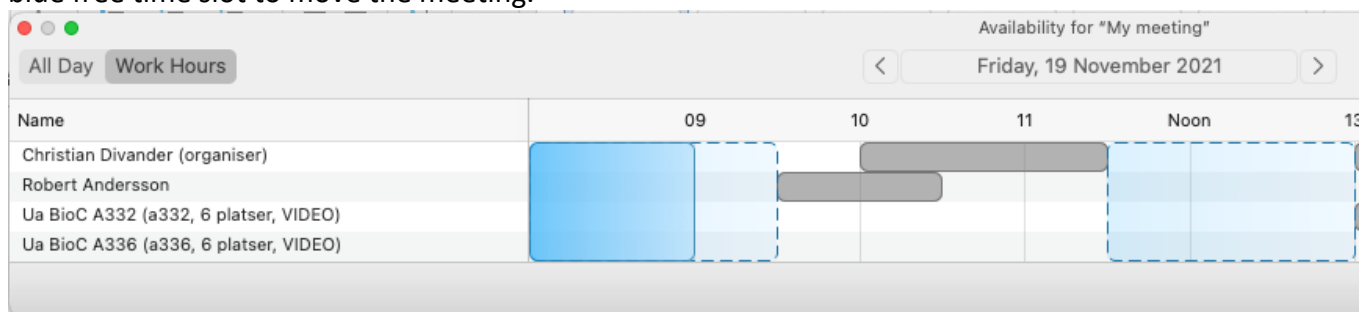 blue free time slot to move the meeting.
Availability for "My meeting"
All Day Work Hours < Friday, 19 November 2021 >
Name 09 10 11 Noon 13
Christian Divander (organiser)
Robert Andersson
Ua BioC A332 (a332, 6 platser, VIDEO)
Ua BioC A336 (a336, 6 platser, VIDEO)